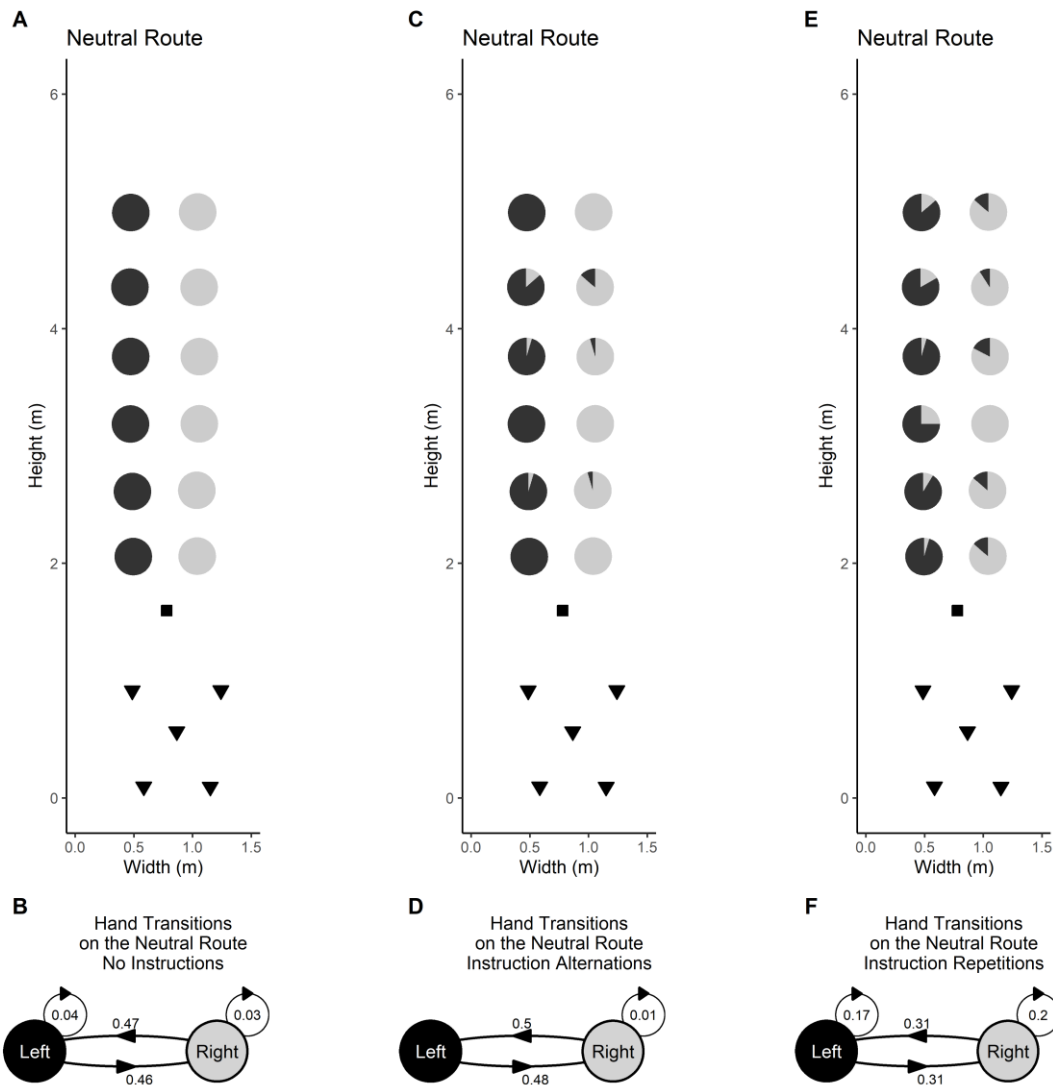 A
Neutral Route
6
4
2
0
Height (m)
0.0 0.5 1.0 1.5
Width (m)
B
Hand Transitions
on the Neutral Route
No Instructions
0.04
0.47
0.03
Left
Right
0.46
C
Neutral Route
6
4
2
0
Height (m)
0.0 0.5 1.0 1.5
Width (m)
D
Hand Transitions
on the Neutral Route
Instruction Alternations
0.5
0.01
Left
Right
0.48
E
Neutral Route
6
4
2
0
Height (m)
0.0 0.5 1.0 1.5
Width (m)
F
Hand Transitions
on the Neutral Route
Instruction Repetitions
0.17
0.31
0.2
Left
Right
0.31